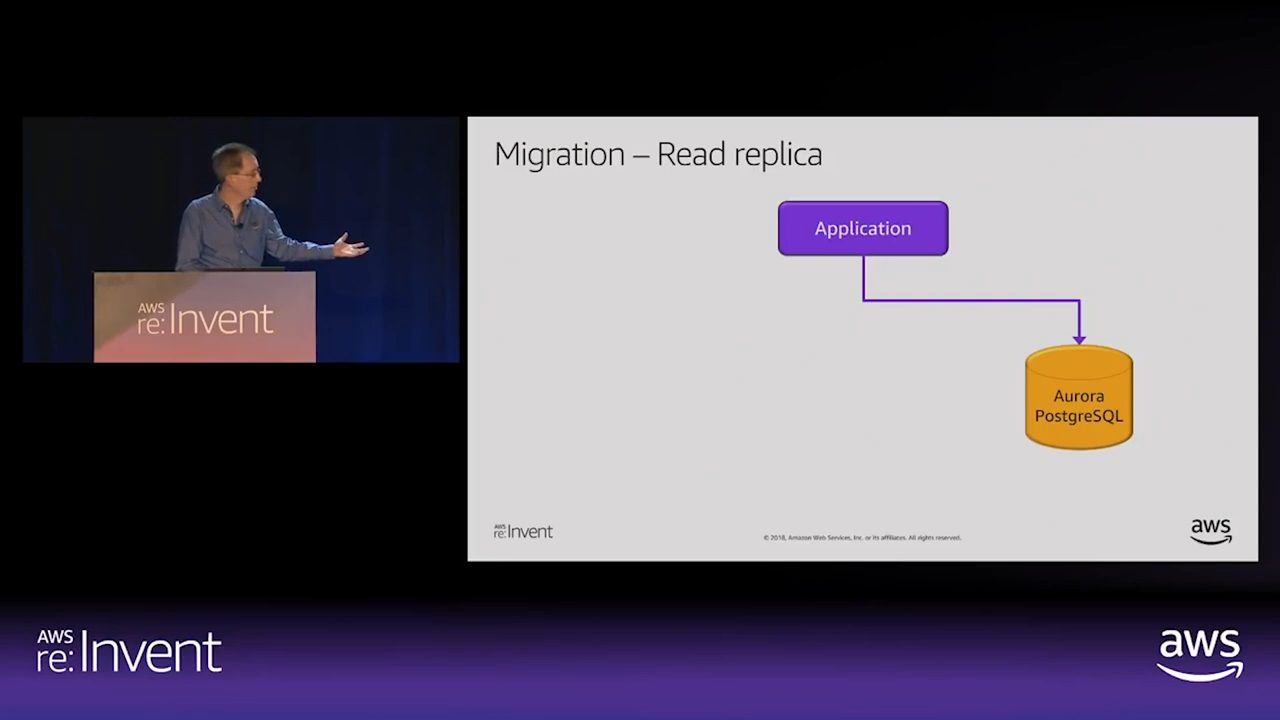 Migration – Read replica
Application
Aurora
PostgreSQL
AWS
re:Invent
© 2018, Amazon Web Services, Inc. or its affiliates. All rights reserved.
aws
AWS
re:Invent
AWS
re:Invent
aws